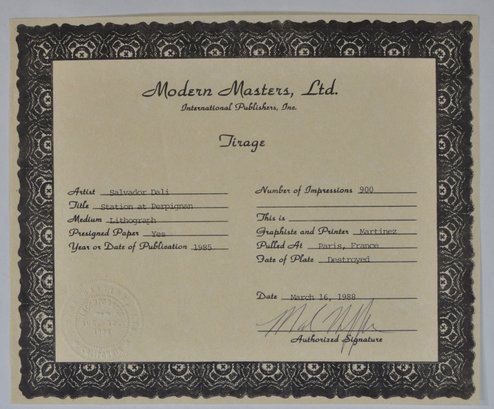 Modern Masters, Ltd.
International Publishers, Inc.
Tirage
Artist Salvador Dali
Title Station at Perpignan
Medium Lithograph
Presigned Paper Yes
Year or Date of Publication 1985
Number of Impressions 900
This is
Graphiste and Printer Martinez
Pulled At Paris, France
Fate of Plate Destroyed
Date March 16, 1988
Authorized Signature